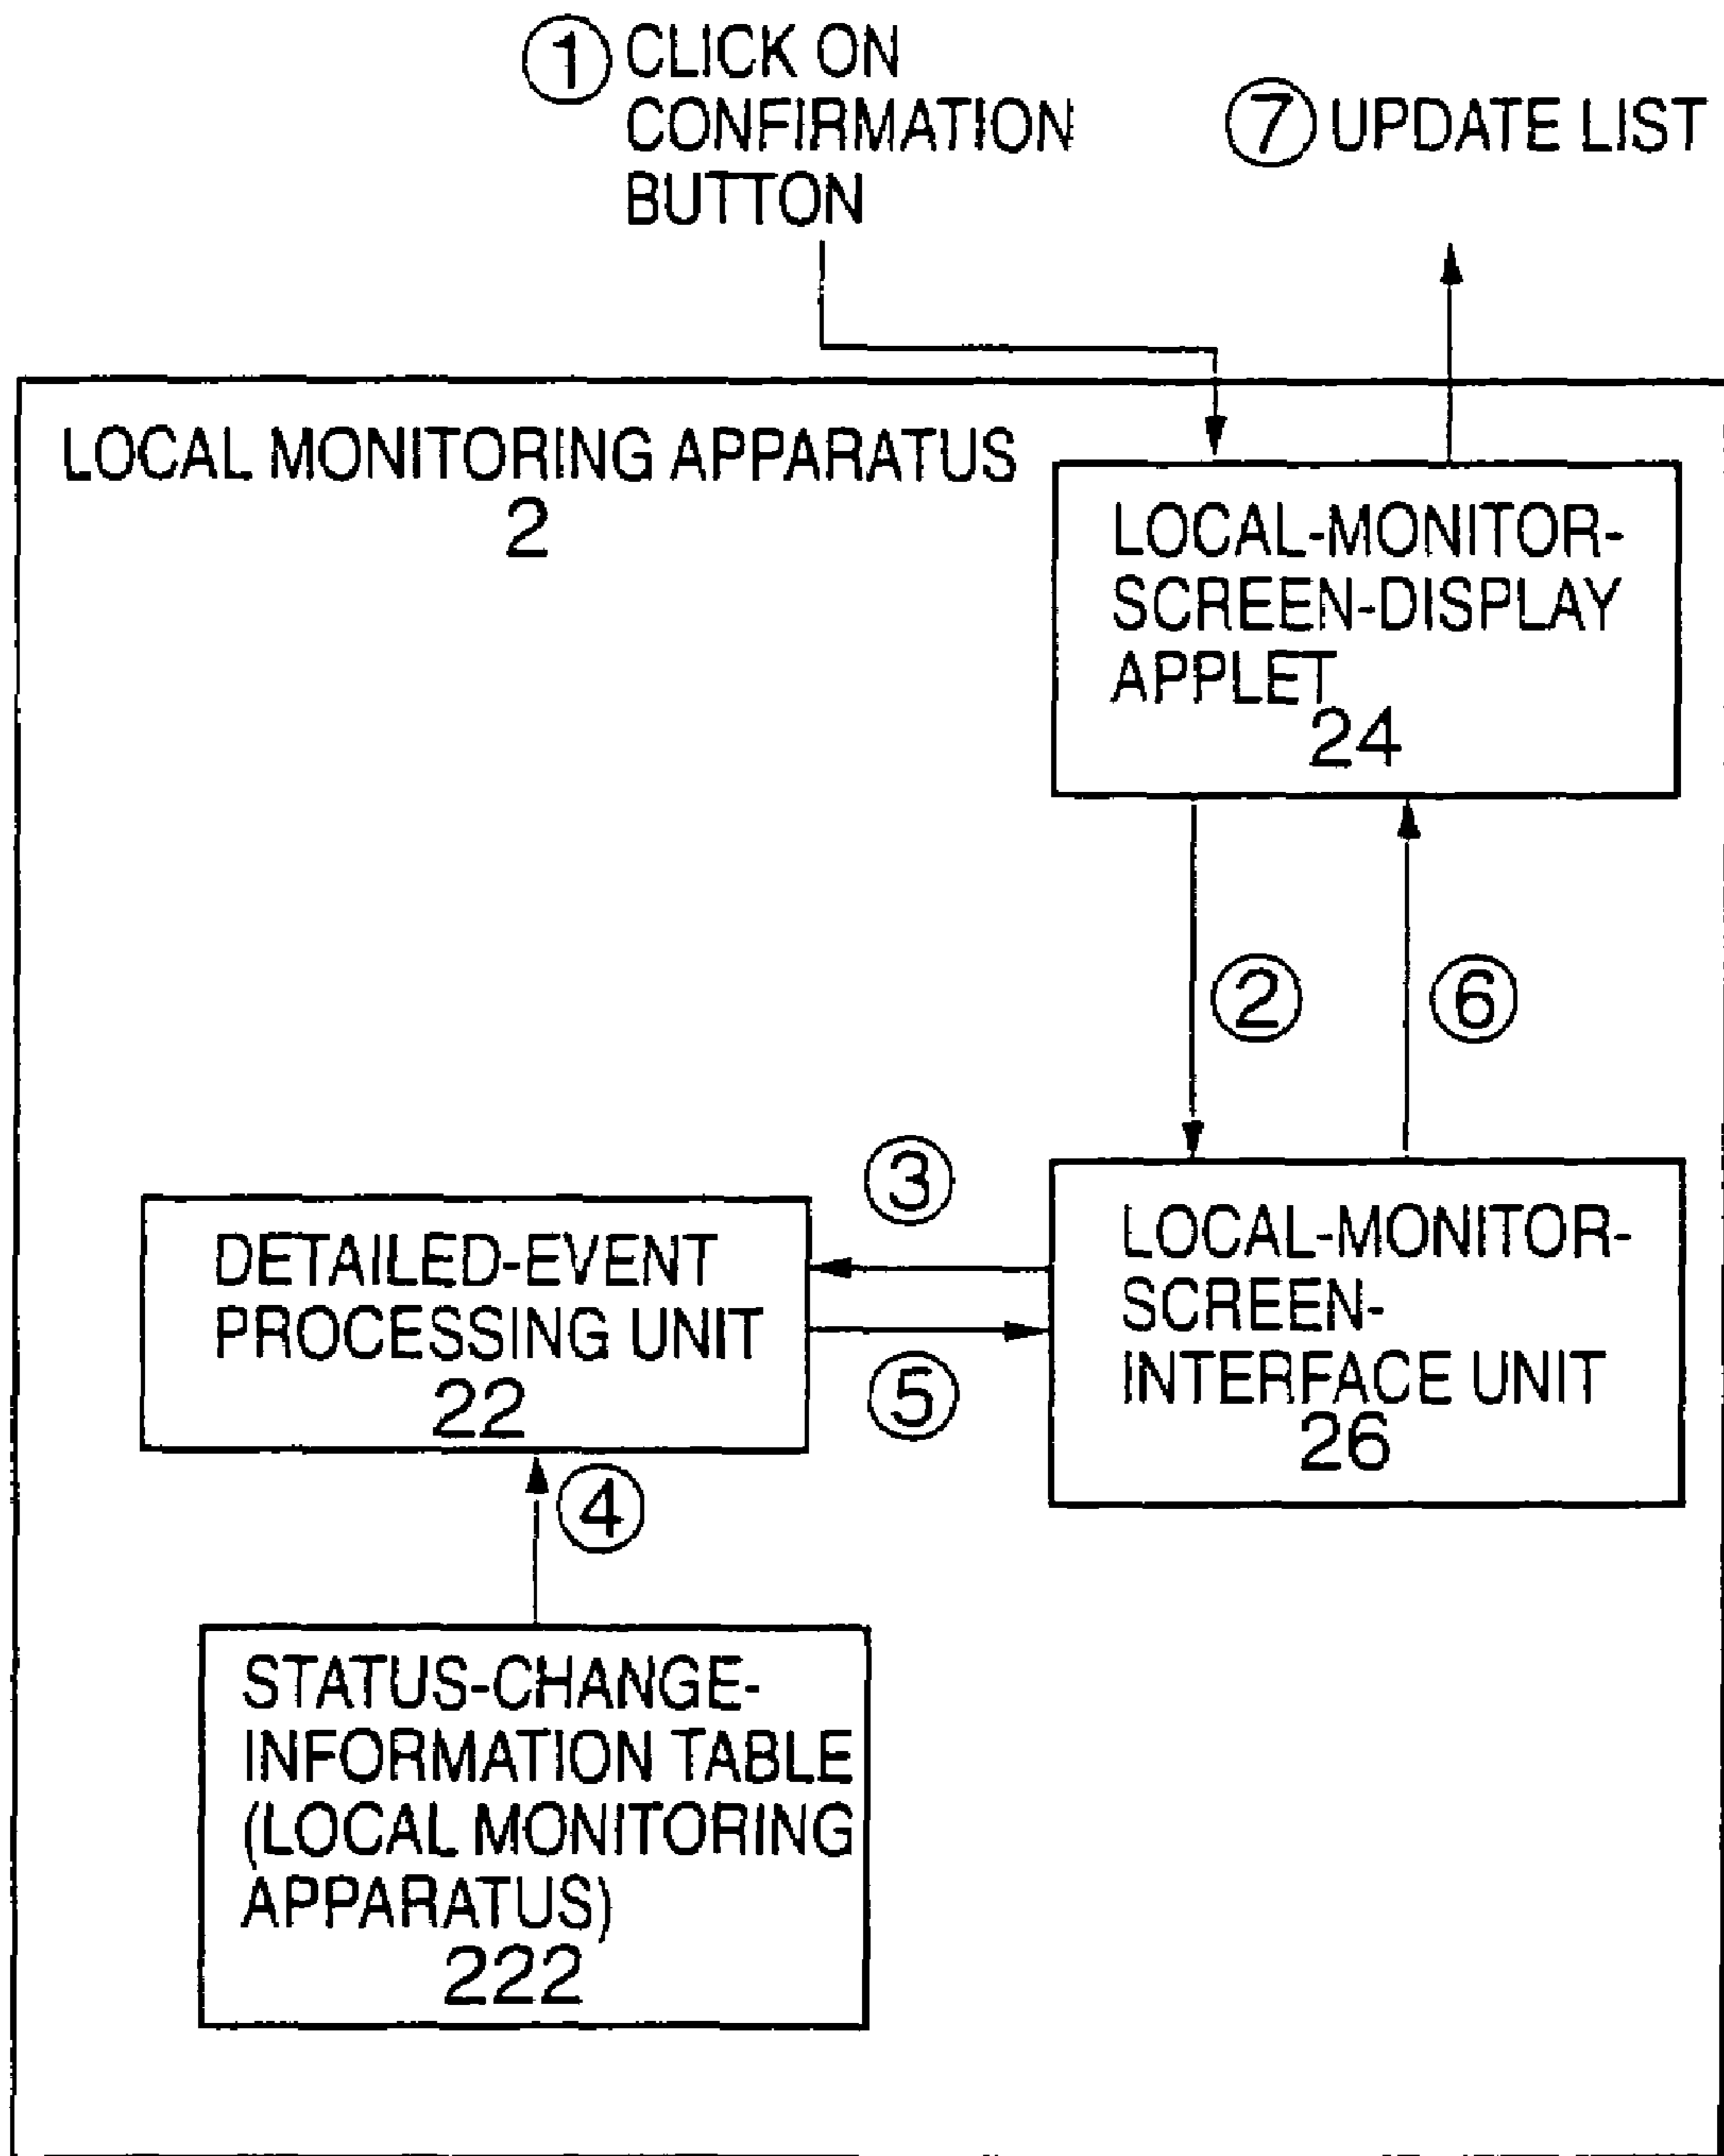 ① CLICK ON
CONFIRMATION
BUTTON
⑦ UPDATE LIST
LOCAL MONITORING APPARATUS
2
LOCAL-MONITOR-
SCREEN-DISPLAY
APPLET
24
②
⑥
③
DETAILED-EVENT
PROCESSING UNIT
22
⑤
LOCAL-MONITOR-
SCREEN-
INTERFACE UNIT
26
④
STATUS-CHANGE-
INFORMATION TABLE
(LOCAL MONITORING
APPARATUS)
222